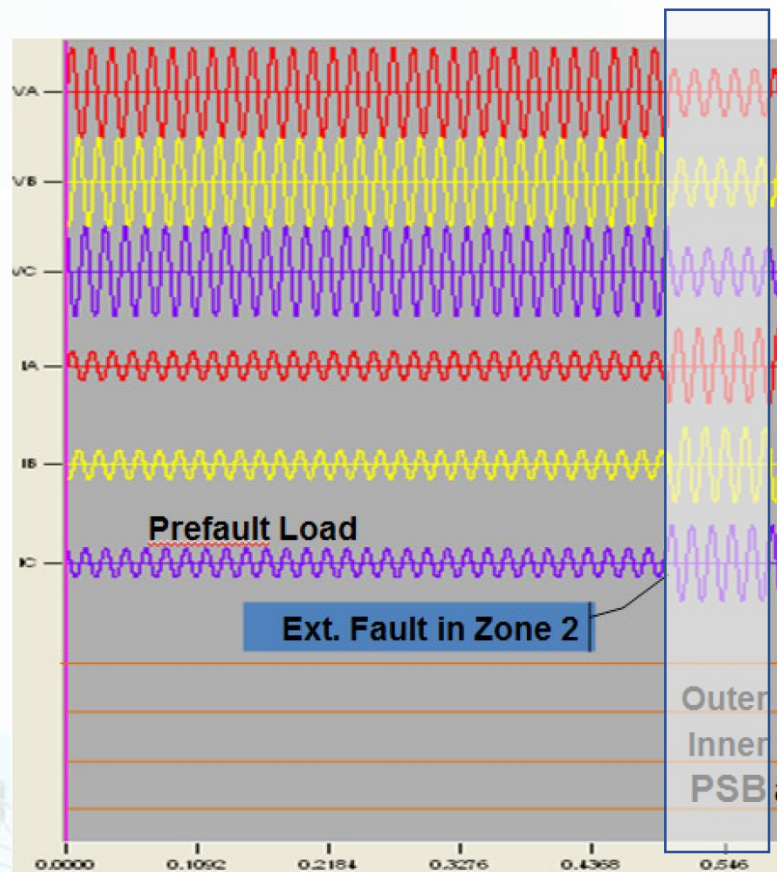 VA
VB
VC
IA
IB
IC
Prefault Load
Ext. Fault in Zone 2
Outer
Inner
PSB a
0.0000 0.1092 0.2184 0.3276 0.4368 0.546